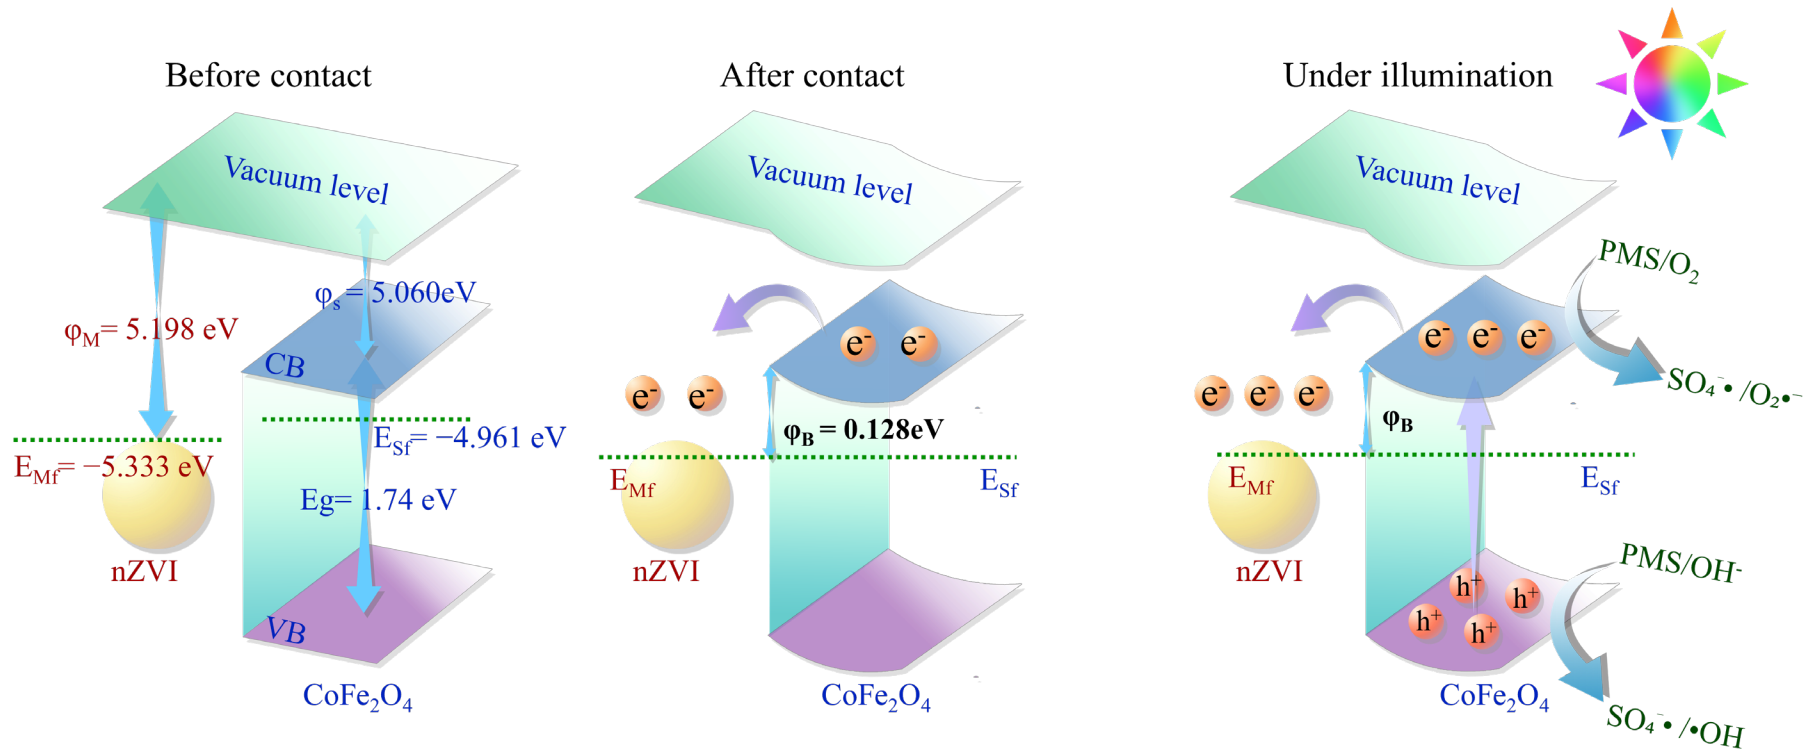 Before contact
Vacuum level
φₛ = 5.060eV
φM= 5.198 eV
CB
ESf= −4.961 eV
EMf= −5.333 eV
Eg= 1.74 eV
nZVI
VB
CoFe₂O₄
After contact
Vacuum level
e⁻ e⁻
e⁻ e⁻
φB = 0.128eV
EMf
ESf
nZVI
CoFe₂O₄
Under illumination
Vacuum level
PMS/O₂
e⁻ e⁻ e⁻
SO₄⁻• /O₂•⁻
e⁻ e⁻ e⁻
φB
EMf
ESf
nZVI
PMS/OH⁻
h⁺ h⁺
h⁺ h⁺
CoFe₂O₄
SO₄⁻• /•OH